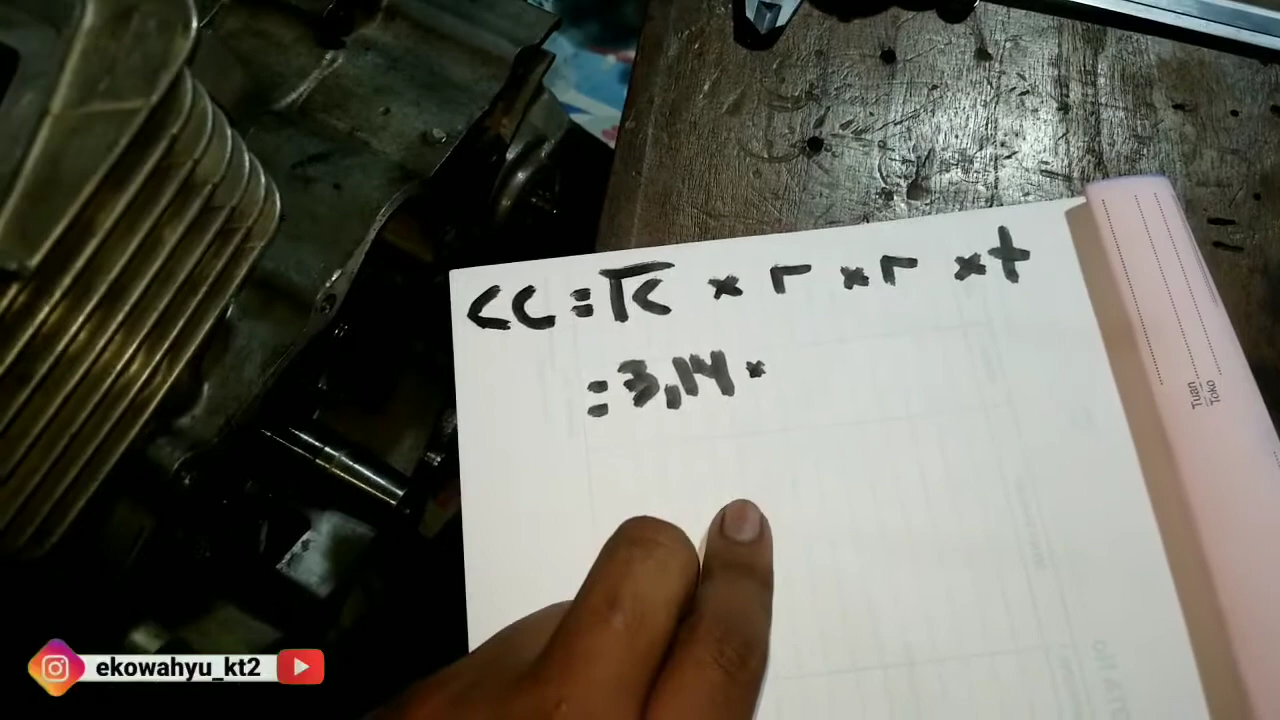 CC = π × r × r × t
= 3,14 ×
Tuan
Toko
ekowahyu_kt2